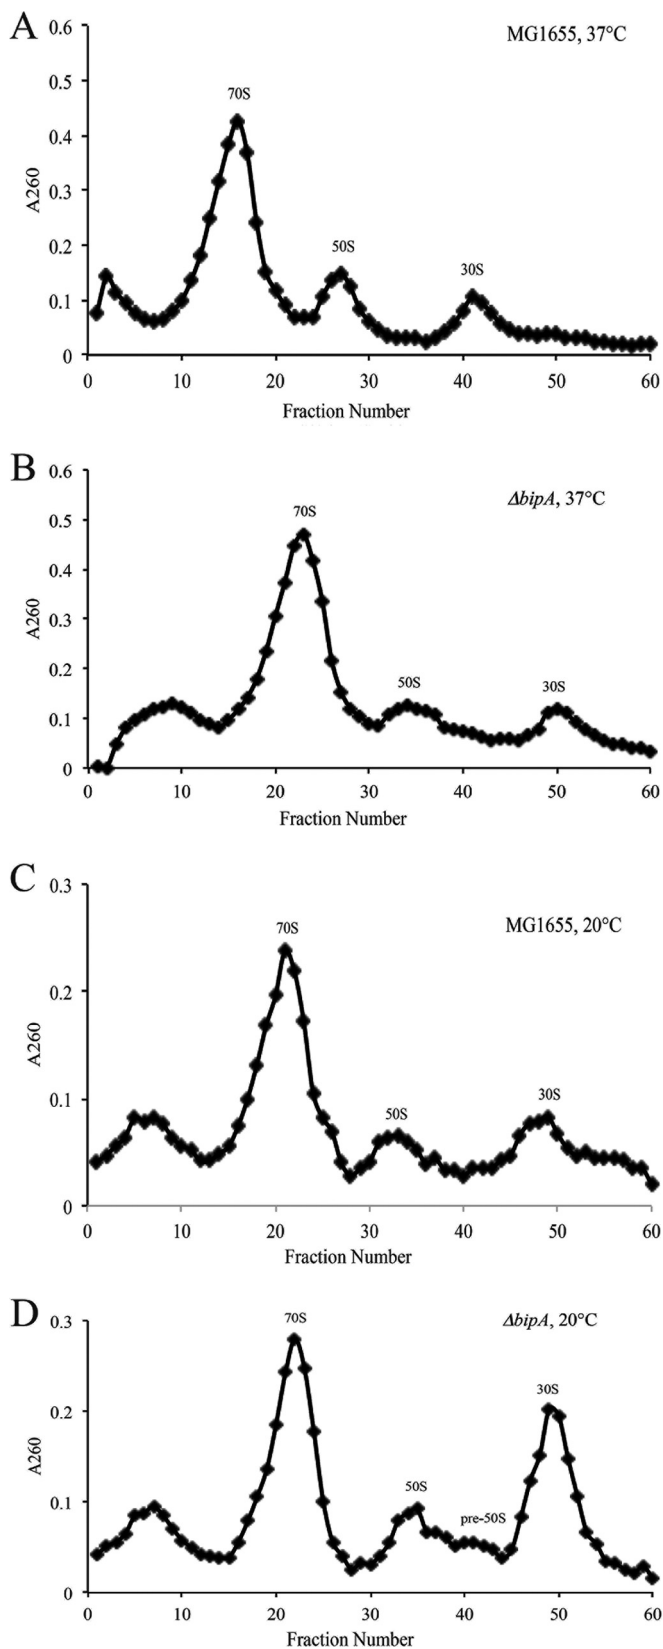 A
MG1655, 37°C
0.6
0.5
0.4
0.3
0.2
0.1
0
A260
70S
50S
30S
0 10 20 30 40 50 60
Fraction Number
B
ΔbipA, 37°C
0.6
0.5
0.4
0.3
0.2
0.1
0
A260
70S
50S
30S
0 10 20 30 40 50 60
Fraction Number
C
MG1655, 20°C
0.3
0.2
0.1
0
A260
70S
50S
30S
0 10 20 30 40 50 60
Fraction Number
D
ΔbipA, 20°C
0.3
0.2
0.1
0
A260
70S
50S
pre-50S
30S
0 10 20 30 40 50 60
Fraction Number